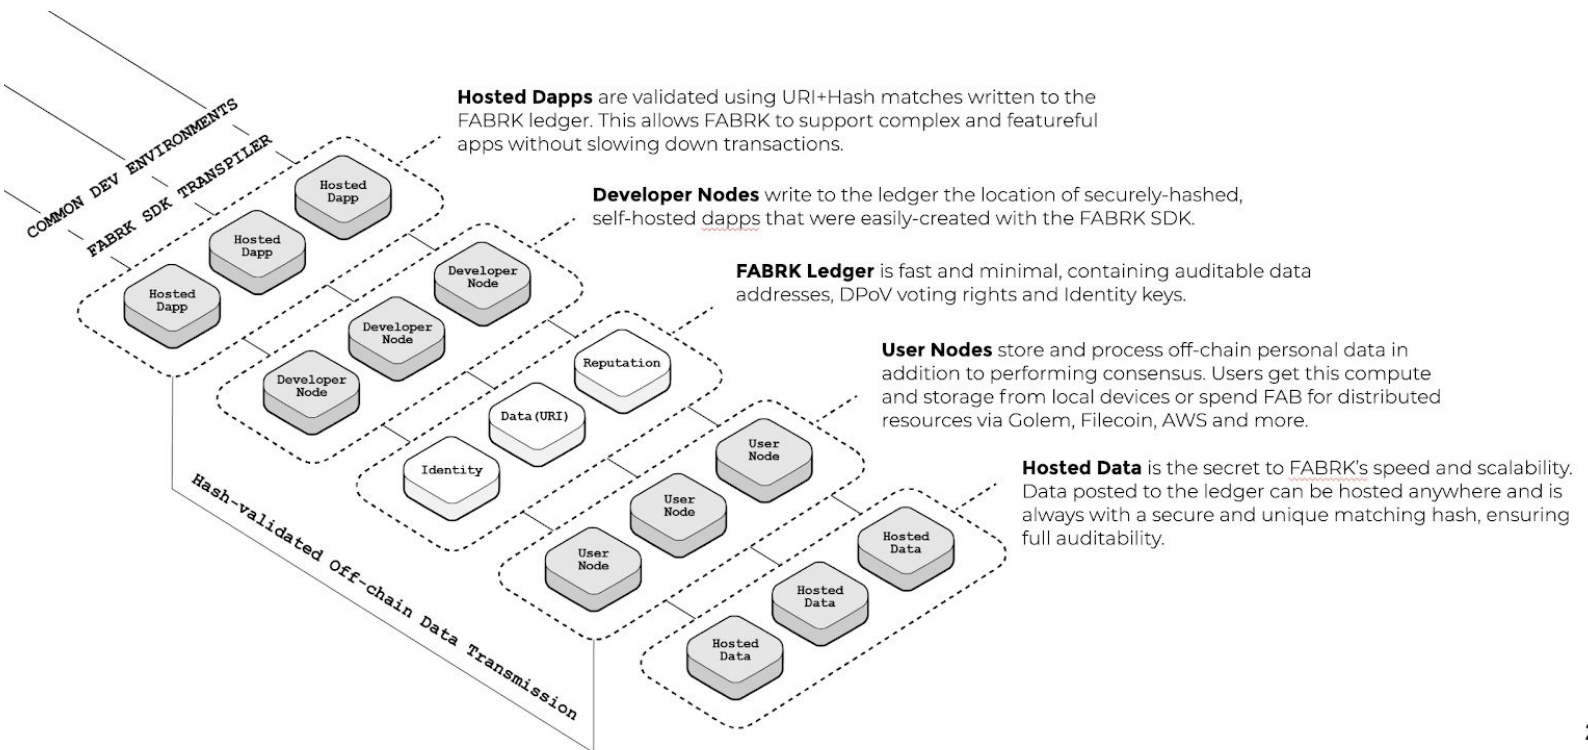 COMMON DEV ENVIRONMENTS
FABRK SDK TRANSPILER
Hosted Dapps are validated using URI+Hash matches written to the
FABRK ledger. This allows FABRK to support complex and featureful
apps without slowing down transactions.
Hosted
Dapp
Hosted
Dapp
Hosted
Dapp
Developer Nodes write to the ledger the location of securely-hashed,
self-hosted dapps that were easily-created with the FABRK SDK.
Developer
Node
Developer
Node
Developer
Node
FABRK Ledger is fast and minimal, containing auditable data
addresses, DPoV voting rights and Identity keys.
Reputation
Data(URI)
Identity
User Nodes store and process off-chain personal data in
addition to performing consensus. Users get this compute
and storage from local devices or spend FAB for distributed
resources via Golem, Filecoin, AWS and more.
User
Node
User
Node
User
Node
Hosted Data is the secret to FABRK's speed and scalability.
Data posted to the ledger can be hosted anywhere and is
always with a secure and unique matching hash, ensuring
full auditability.
Hosted
Data
Hosted
Data
Hosted
Data
Hash-validated Off-chain Data Transmission